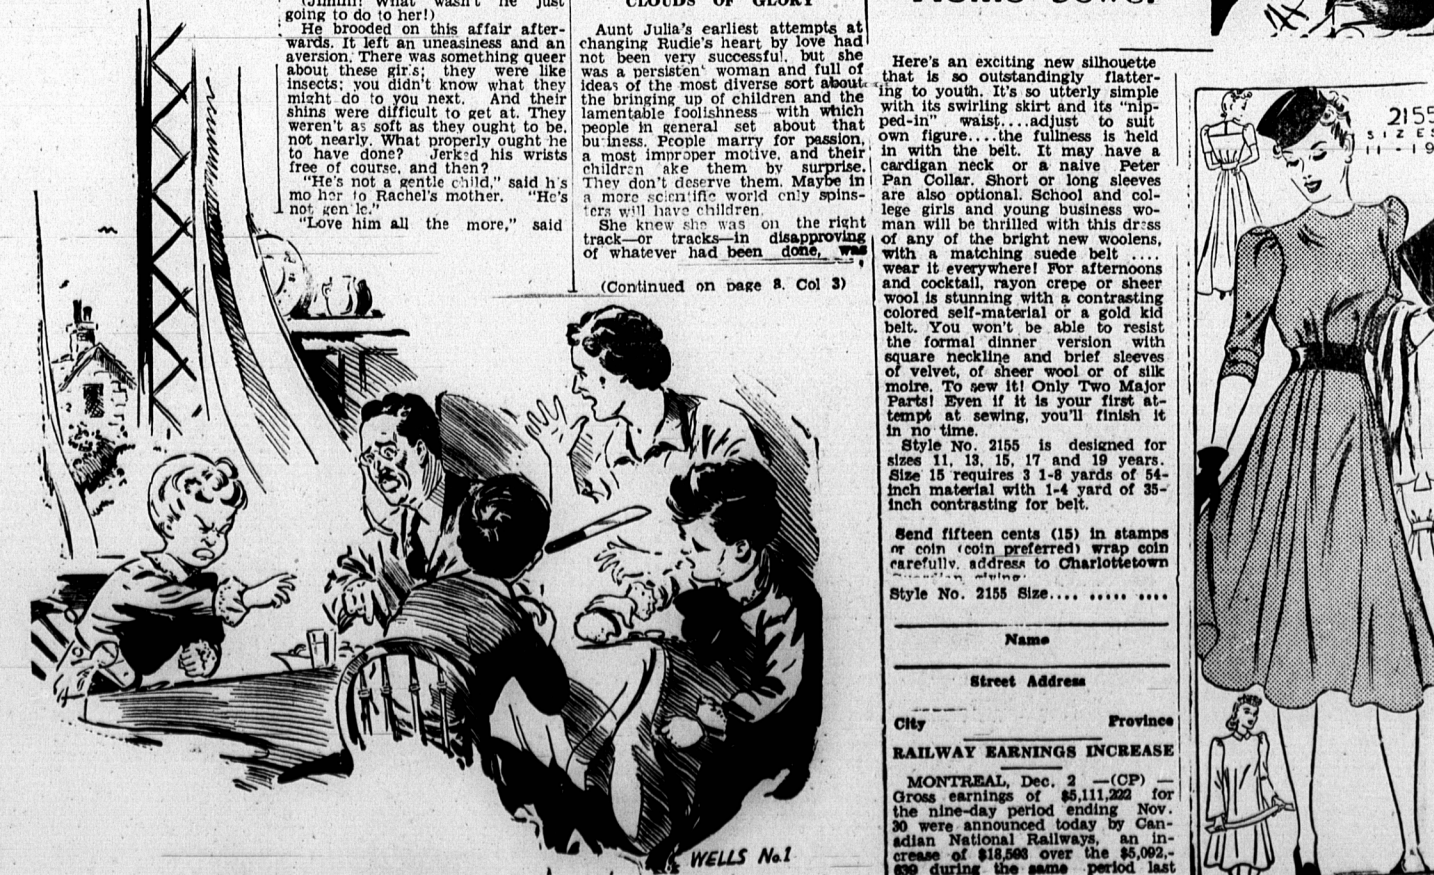 going to do to her!)
He brooded on this affair after-
wards. It left an uneasiness and an
aversion. There was something queer
about these girls; they were like
insects; you didn't know what they
might do to you next. And their
shins were difficult to get at. They
weren't as soft as they ought to be,
not nearly. What properly ought he
to have done? Jerked his wrists
free of course, and then?
"He's not a gentle child," said his
mother to Rachel's mother. "He's
not gentle."
"Love him all the more," said
CLOUDS OF GLORY
Aunt Julia's earliest attempts at
changing Rudie's heart by love had
not been very successful, but she
was a persistent woman and full of
ideas of the most diverse sort about
the bringing up of children and the
lamentable foolishness with which
people in general set about that
business. People marry for passion,
a most improper motive, and their
children take them by surprise.
They don't deserve them. Maybe in
a more scientific world only spins-
ters will have children.
She knew she was on the right
track—or tracks—in disapproving
of whatever had been done, was
(Continued on page 8, Col 3)
WELLS No.1
Here's an exciting new silhouette
that is so outstandingly flatter-
ing to youth. It's so utterly simple
with its swirling skirt and its "nip-
ped-in" waist....adjust to suit
own figure....the fullness is held
in with the belt. It may have a
cardigan neck or a naive Peter
Pan Collar. Short or long sleeves
are also optional. School and col-
lege girls and young business wo-
man will be thrilled with this dress
of any of the bright new woolens,
with a matching suede belt ....
wear it everywhere! For afternoons
and cocktail, rayon crepe or sheer
wool is stunning with a contrasting
colored self-material or a gold kid
belt. You won't be able to resist
the formal dinner version with
square neckline and brief sleeves
of velvet, of sheer wool or of silk
moire. To sew it! Only Two Major
Parts! Even if it is your first at-
tempt at sewing, you'll finish it
in no time.
Style No. 2155 is designed for
sizes 11, 13, 15, 17 and 19 years.
Size 15 requires 3 1-8 yards of 54-
inch material with 1-4 yard of 35-
inch contrasting for belt.
Send fifteen cents (15) in stamps
or coin (coin preferred) wrap coin
carefully, address to Charlottetown
Style No. 2155 Size.... ..... ....
Name
Street Address
City Province
RAILWAY EARNINGS INCREASE
MONTREAL, Dec. 2 —(CP) —
Gross earnings of $5,111,222 for
the nine-day period ending Nov.
30 were announced today by Can-
adian National Railways, an in-
crease of $18,593 over the $5,092,-
639 during the same period last
2155
SIZES
11 - 19